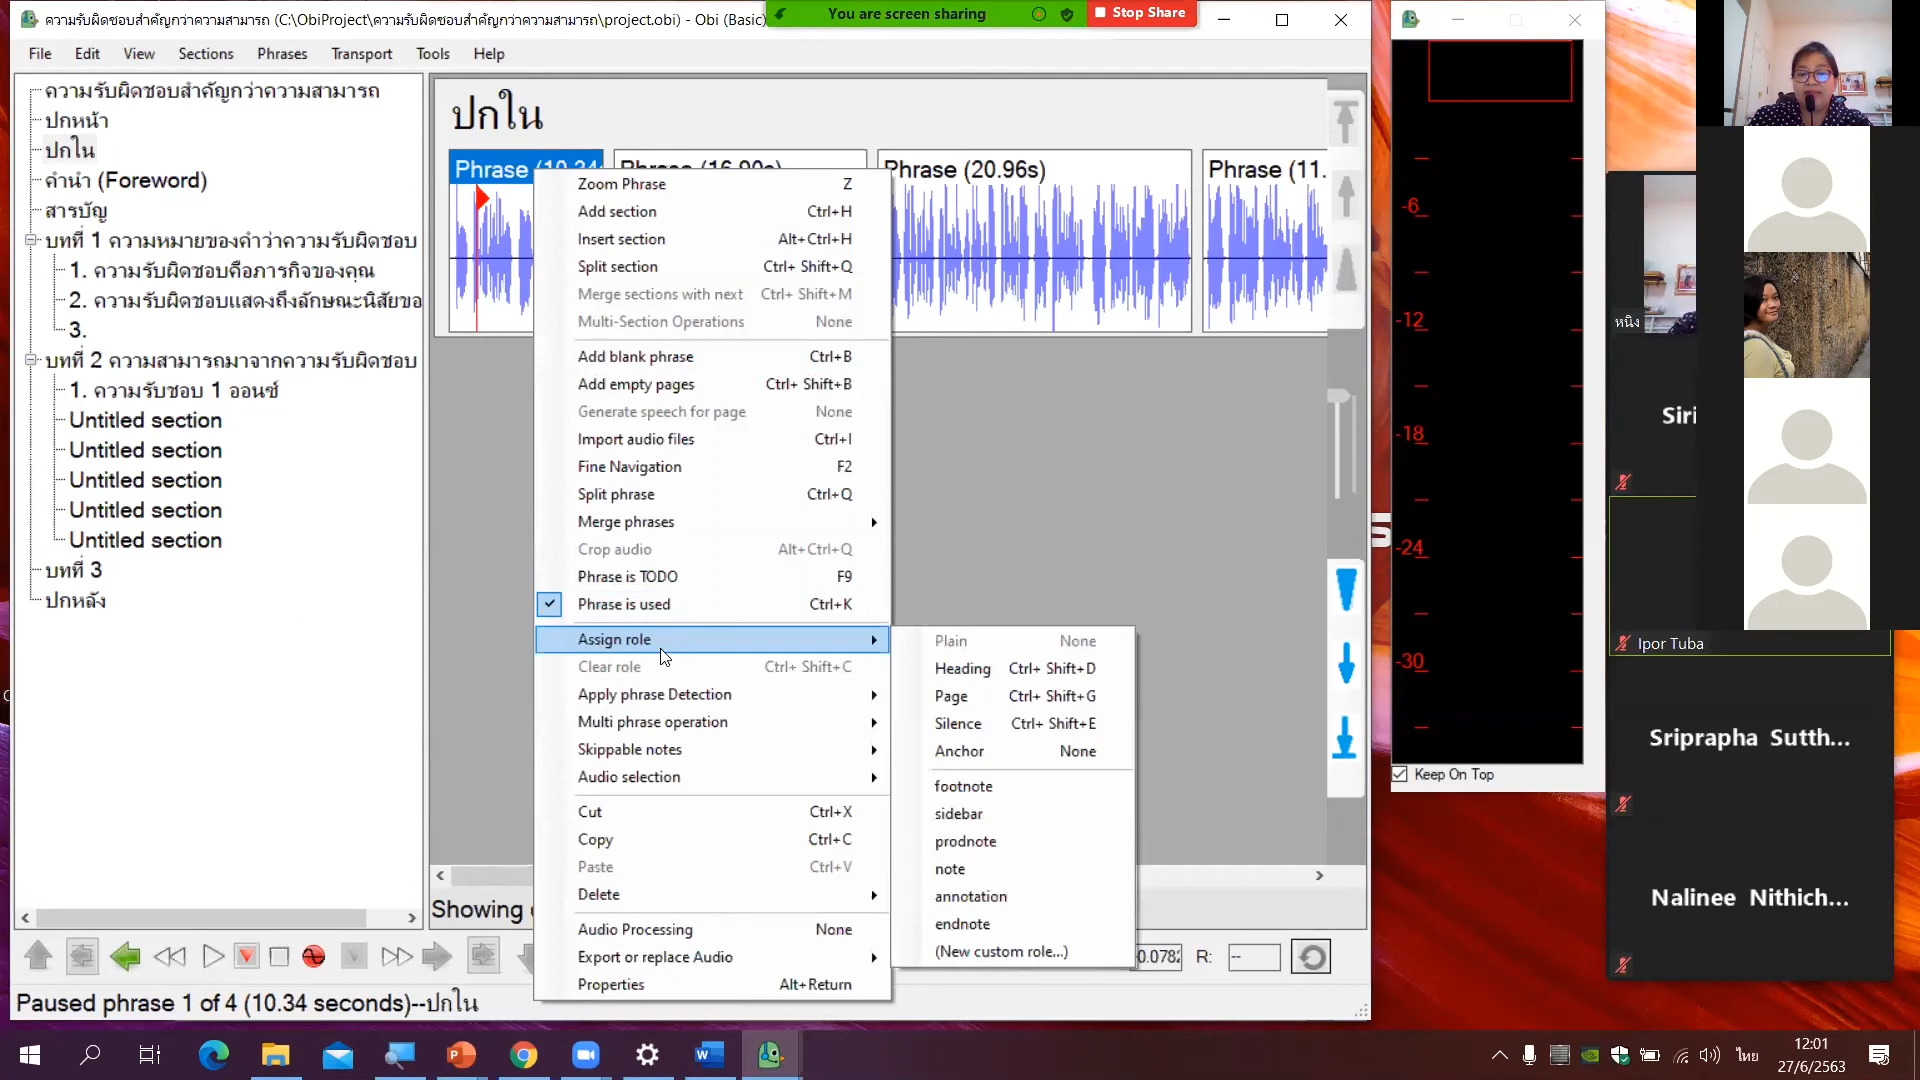 ความรับผิดชอบสำคัญกว่าความสามารถ (C:\ObiProject\ความรับผิดชอบสำคัญกว่าความสามารถ\project.obi) - Obi (Basic)
You are screen sharing
Stop Share
File Edit View Sections Phrases Transport Tools Help
ความรับผิดชอบสำคัญกว่าความสามารถ
ปกหน้า
ปกใน
คำนำ (Foreword)
สารบัญ
บทที่ 1 ความหมายของคำว่าความรับผิดชอบ
1. ความรับผิดชอบคือภารกิจของคุณ
2. ความรับผิดชอบแสดงถึงลักษณะนิสัยขอ
3.
บทที่ 2 ความสามารถมาจากความรับผิดชอบ
1. ความรับชอบ 1 ออนซ์
Untitled section
Untitled section
Untitled section
Untitled section
Untitled section
บทที่ 3
ปกหลัง
ปกใน
Phrase (10.34
Phrase (16.90s)
Phrase (20.96s)
Phrase (11.
Zoom Phrase Z
Add section Ctrl+H
Insert section Alt+Ctrl+H
Split section Ctrl+ Shift+Q
Merge sections with next Ctrl+ Shift+M
Multi-Section Operations None
Add blank phrase Ctrl+B
Add empty pages Ctrl+ Shift+B
Generate speech for page None
Import audio files Ctrl+I
Fine Navigation F2
Split phrase Ctrl+Q
Merge phrases
Crop audio Alt+Ctrl+Q
Phrase is TODO F9
Phrase is used Ctrl+K
Assign role
Clear role Ctrl+ Shift+C
Apply phrase Detection
Multi phrase operation
Skippable notes
Audio selection
Cut Ctrl+X
Copy Ctrl+C
Paste Ctrl+V
Delete
Audio Processing None
Export or replace Audio
Properties Alt+Return
Plain None
Heading Ctrl+ Shift+D
Page Ctrl+ Shift+G
Silence Ctrl+ Shift+E
Anchor None
footnote
sidebar
prodnote
note
annotation
endnote
(New custom role...)
Showing
0.078
R: --
Paused phrase 1 of 4 (10.34 seconds)--ปกใน
-6
-12
-18
-24
-30
Keep On Top
หนิง
Siri
Ipor Tuba
Sriprapha Sutth...
Nalinee Nithich...
ไทย
12:01
27/6/2563